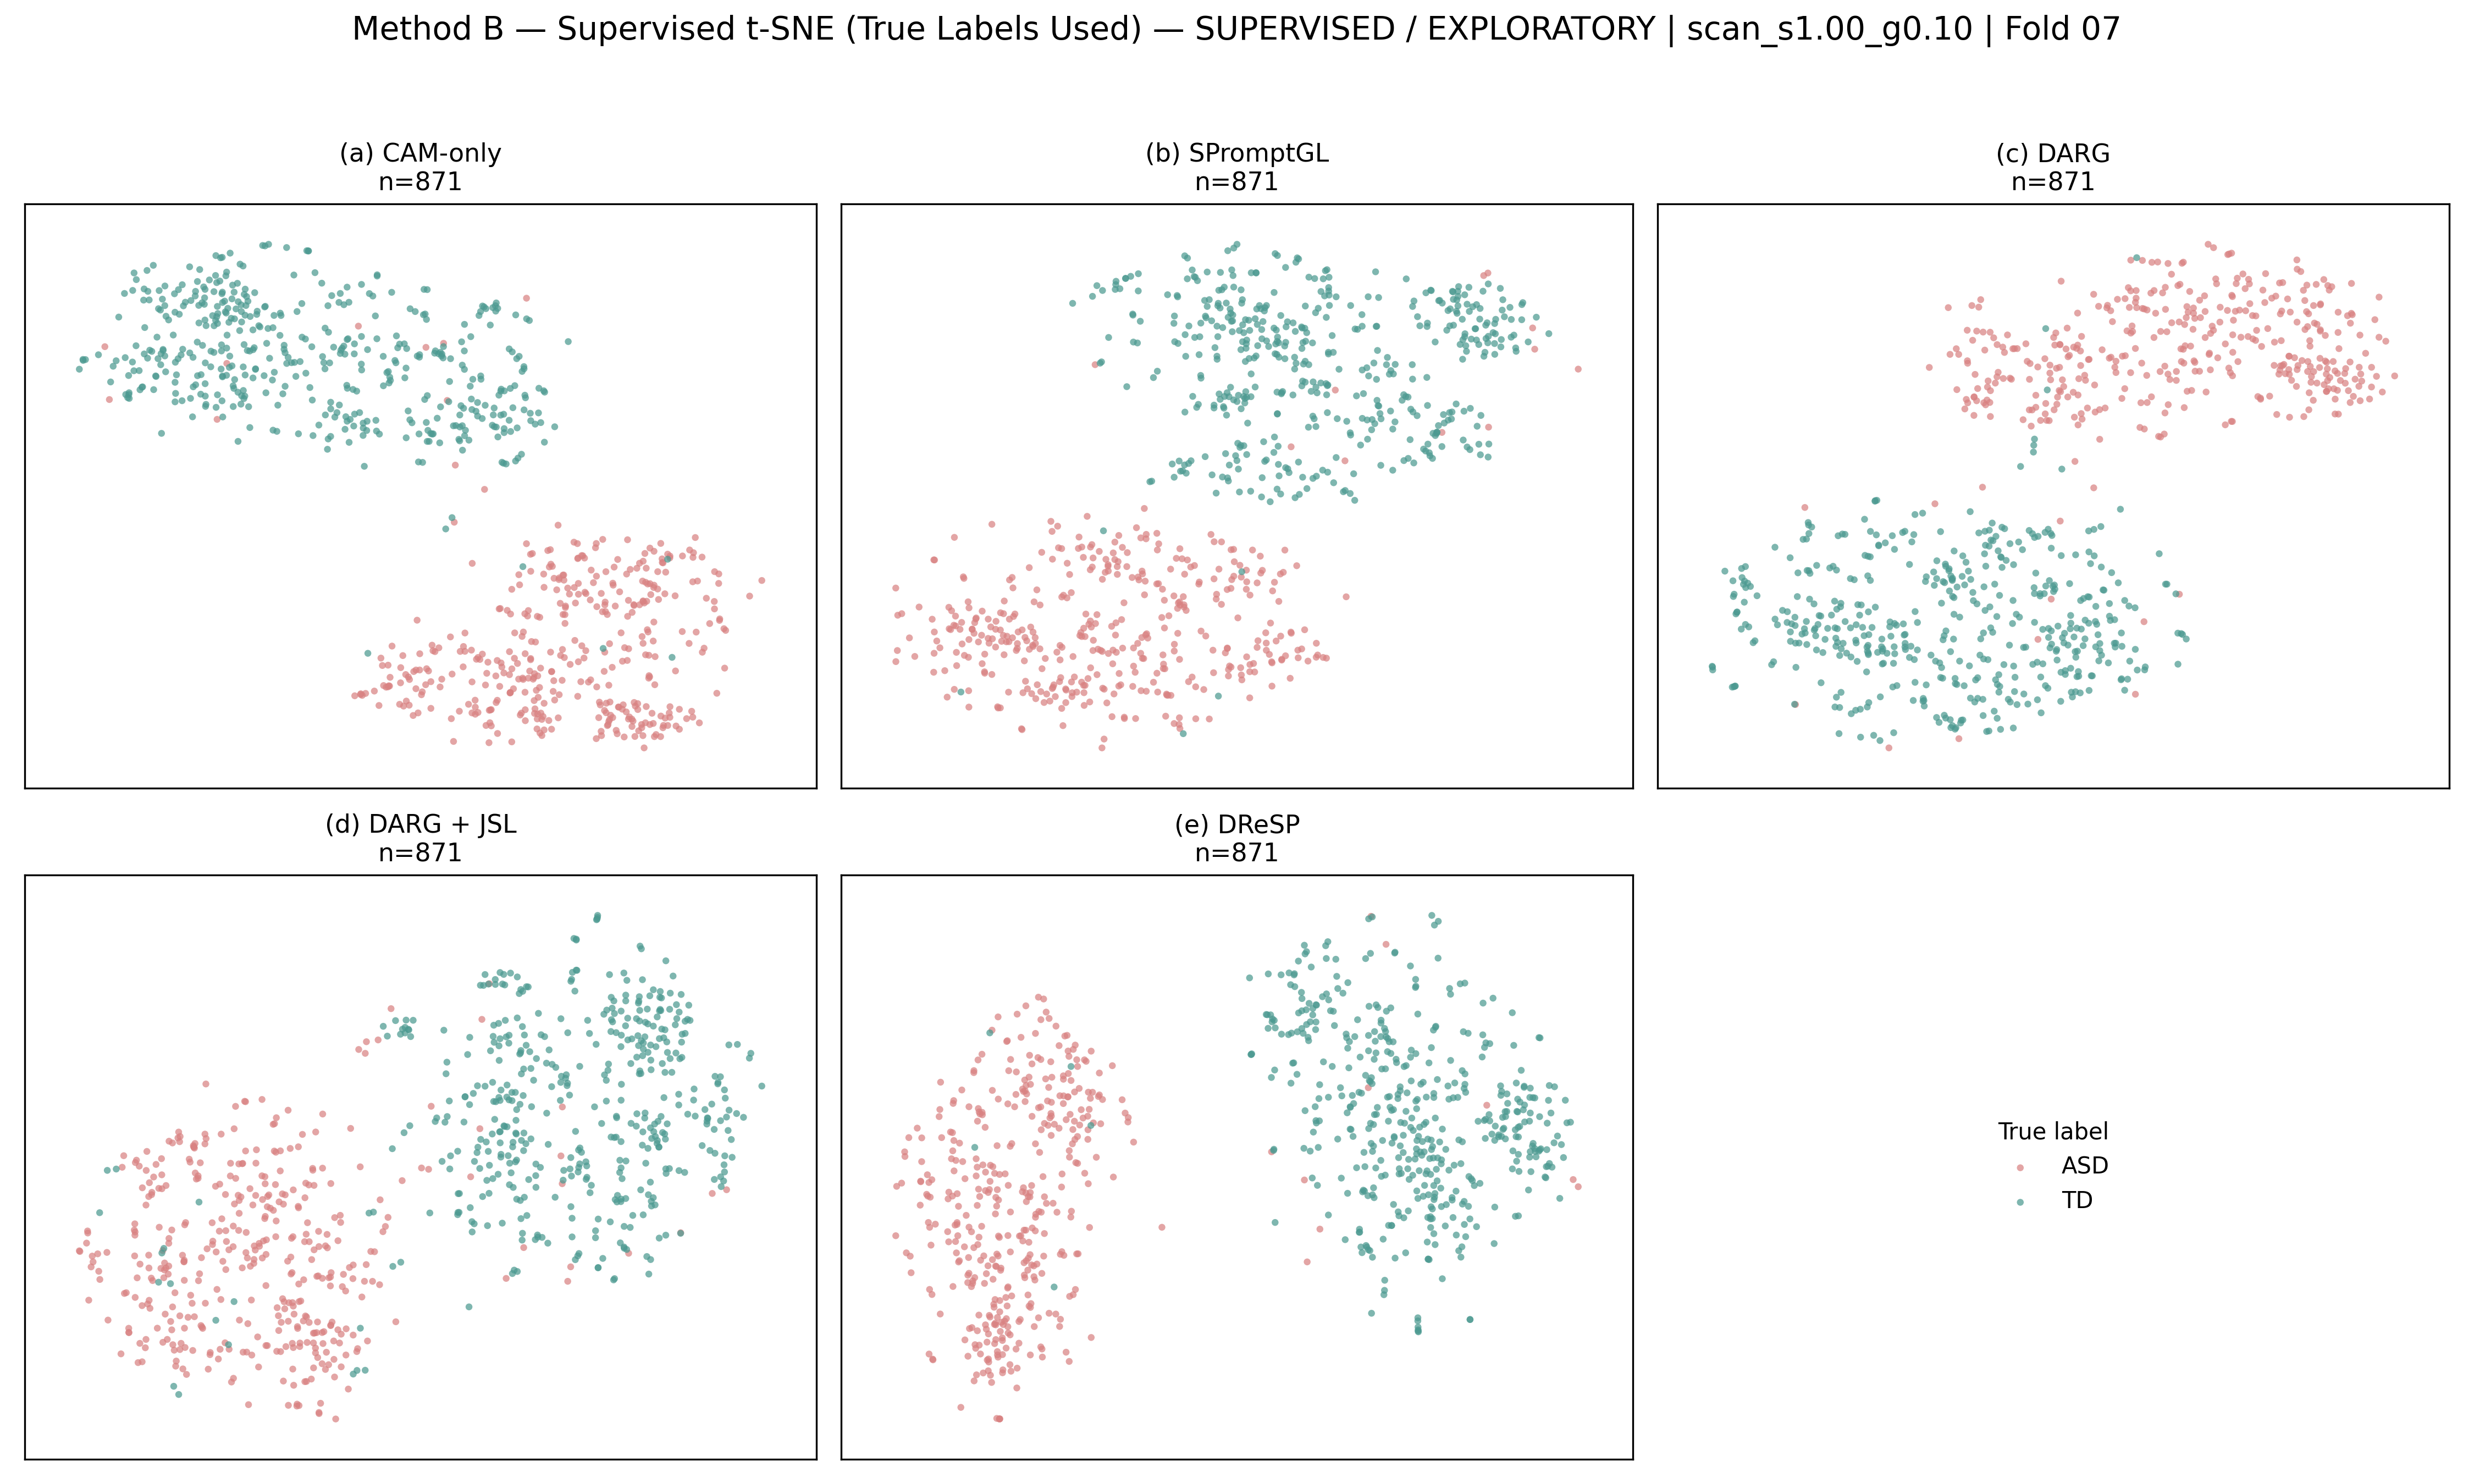 Method B — Supervised t-SNE (True Labels Used) — SUPERVISED / EXPLORATORY | scan_s1.00_g0.10 | Fold 07
(a) CAM-only
n=871
(b) SPromptGL
n=871
(c) DARG
n=871
(d) DARG + JSL
n=871
(e) DReSP
n=871
True label
ASD
TD